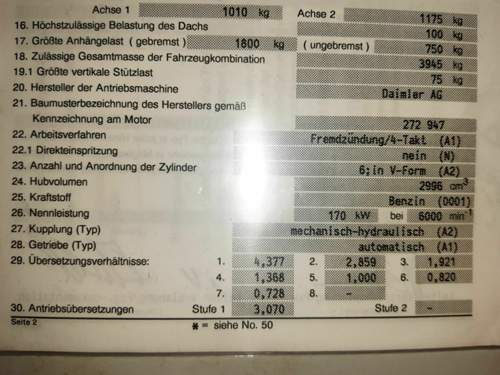 Achse 1 1010 kg Achse 2 1175 kg
16. Höchstzulässige Belastung des Dachs 100 kg
17. Größte Anhängelast ( gebremst ) 1800 kg ( ungebremst ) 750 kg
18. Zulässige Gesamtmasse der Fahrzeugkombination 3945 kg
19.1 Größte vertikale Stützlast 75 kg
20. Hersteller der Antriebsmaschine Daimler AG
21. Baumusterbezeichnung des Herstellers gemäß
Kennzeichnung am Motor 272 947
22. Arbeitsverfahren Fremdzündung/4-Takt (A1)
22.1 Direkteinspritzung nein (N)
23. Anzahl und Anordnung der Zylinder 6;in V-Form (A2)
24. Hubvolumen 2996 cm³
25. Kraftstoff Benzin (0001)
26. Nennleistung 170 kW bei 6000 min⁻¹
27. Kupplung (Typ) mechanisch-hydraulisch (A2)
28. Getriebe (Typ) automatisch (A1)
29. Übersetzungsverhältnisse: 1. 4,377 2. 2,859 3. 1,921
4. 1,368 5. 1,000 6. 0,820
7. 0,728 8. -
30. Antriebsübersetzungen Stufe 1 3,070 Stufe 2 -
Seite 2 * = siehe No. 50